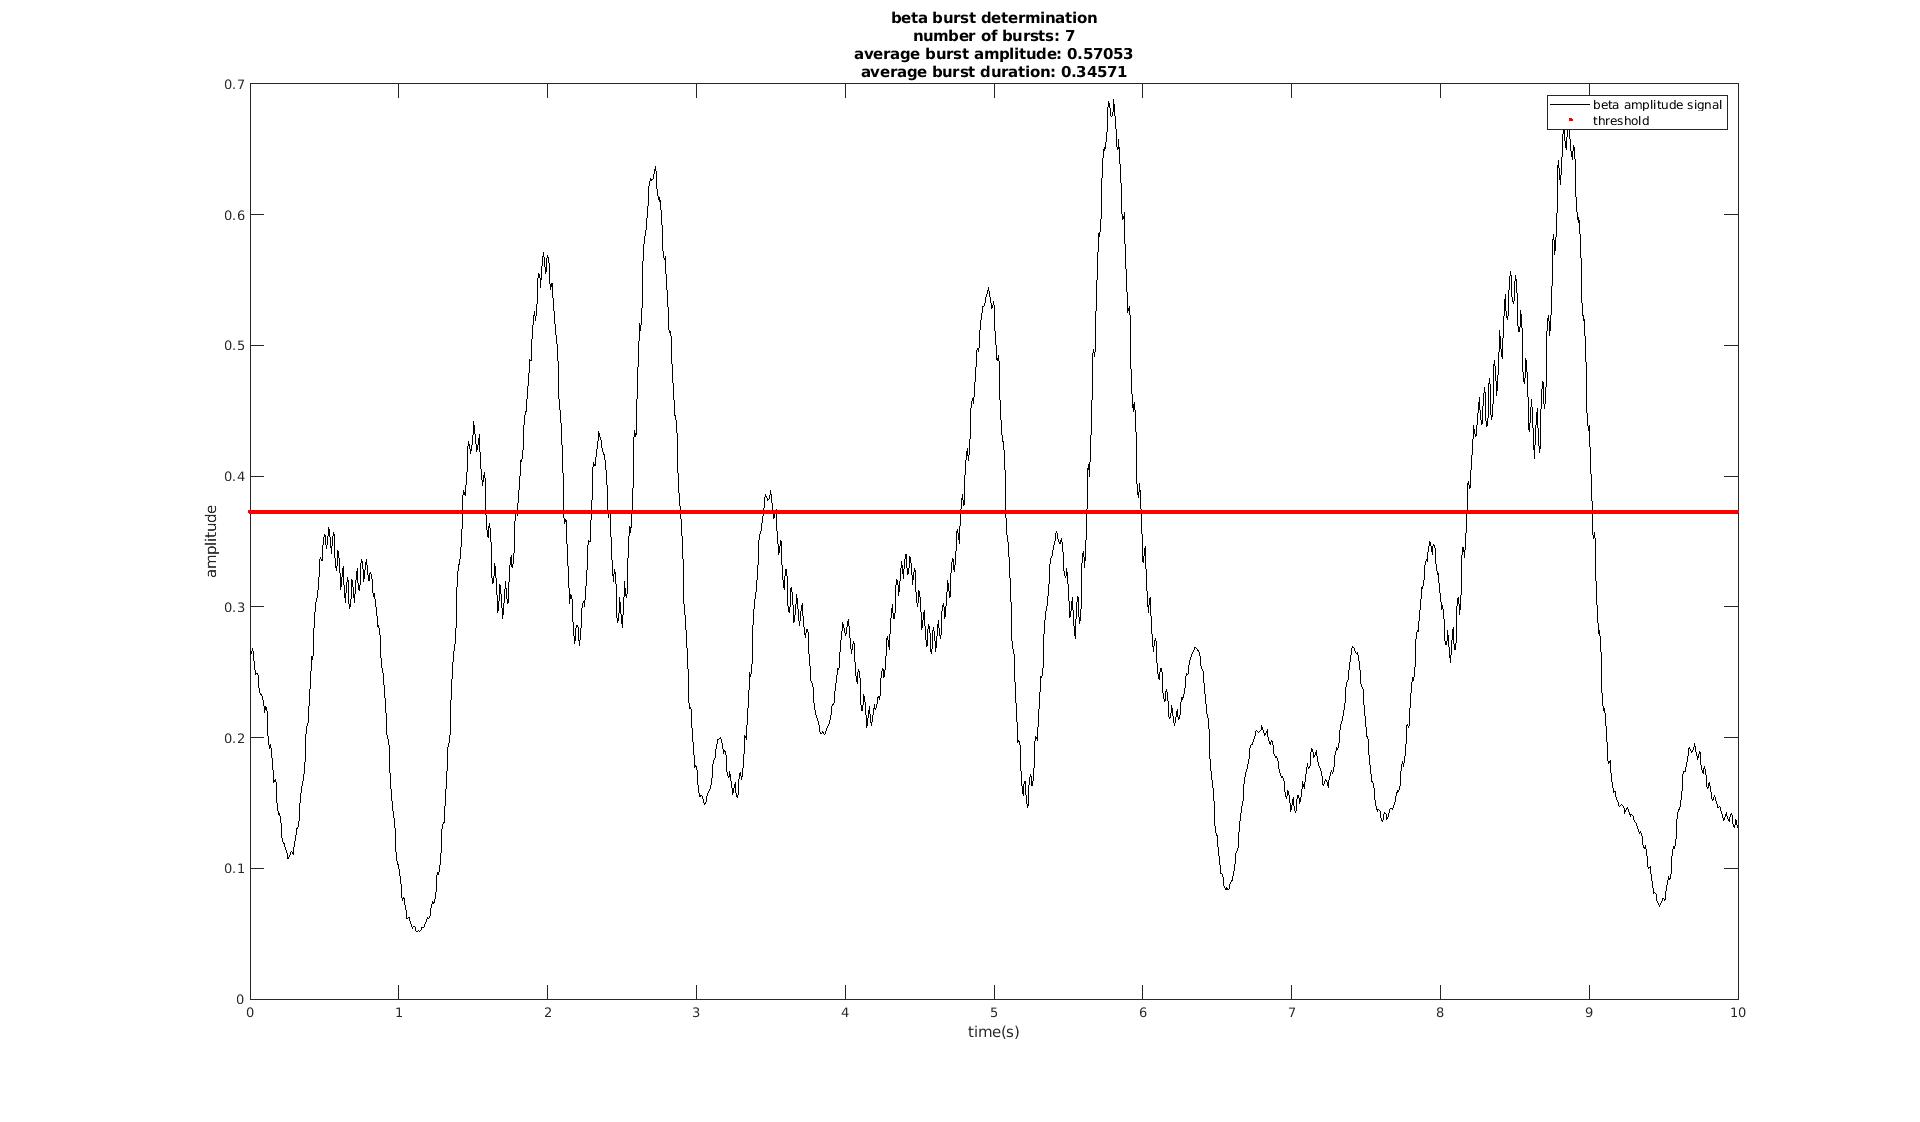 beta burst determination
number of bursts: 7
average burst amplitude: 0.57053
average burst duration: 0.34571
beta amplitude signal
threshold
0.7
0.6
0.5
0.4
0.3
0.2
0.1
0
amplitude
0 1 2 3 4 5 6 7 8 9 10
time(s)